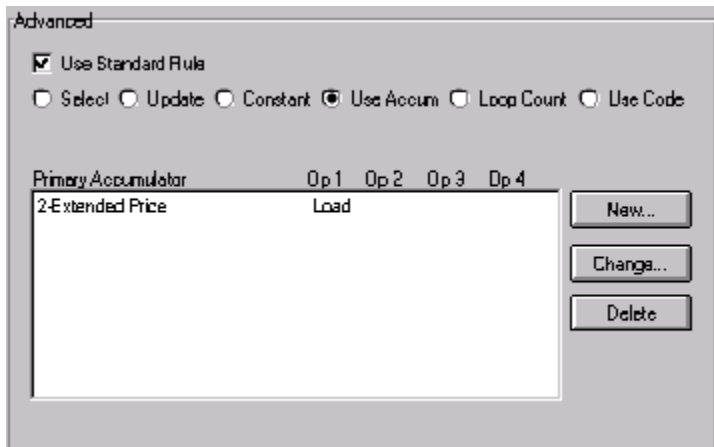 Advanced
Use Standard Rule
Select Update Constant Use Accum Loop Count Use Code
Primary Accumulator Op 1 Op 2 Op 3 Op 4
2-Extended Price Load
New...
Change...
Delete